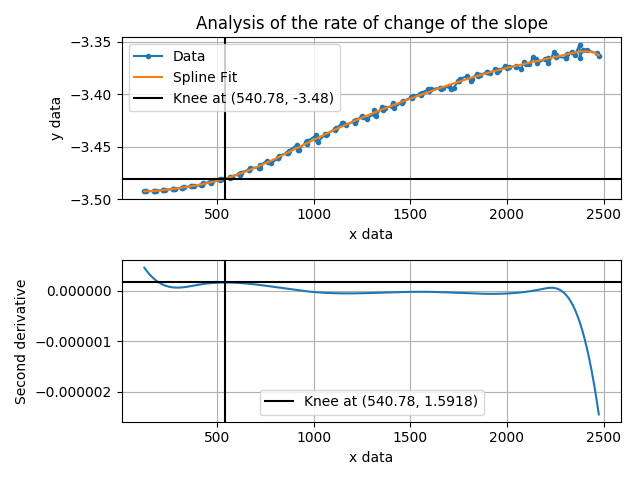 Analysis of the rate of change of the slope
−3.35
−3.40
−3.45
−3.50
y data
Data
Spline Fit
Knee at (540.78, -3.48)
500 1000 1500 2000 2500
x data
0.000000
−0.000001
−0.000002
Second derivative
Knee at (540.78, 1.5918)
500 1000 1500 2000 2500
x data